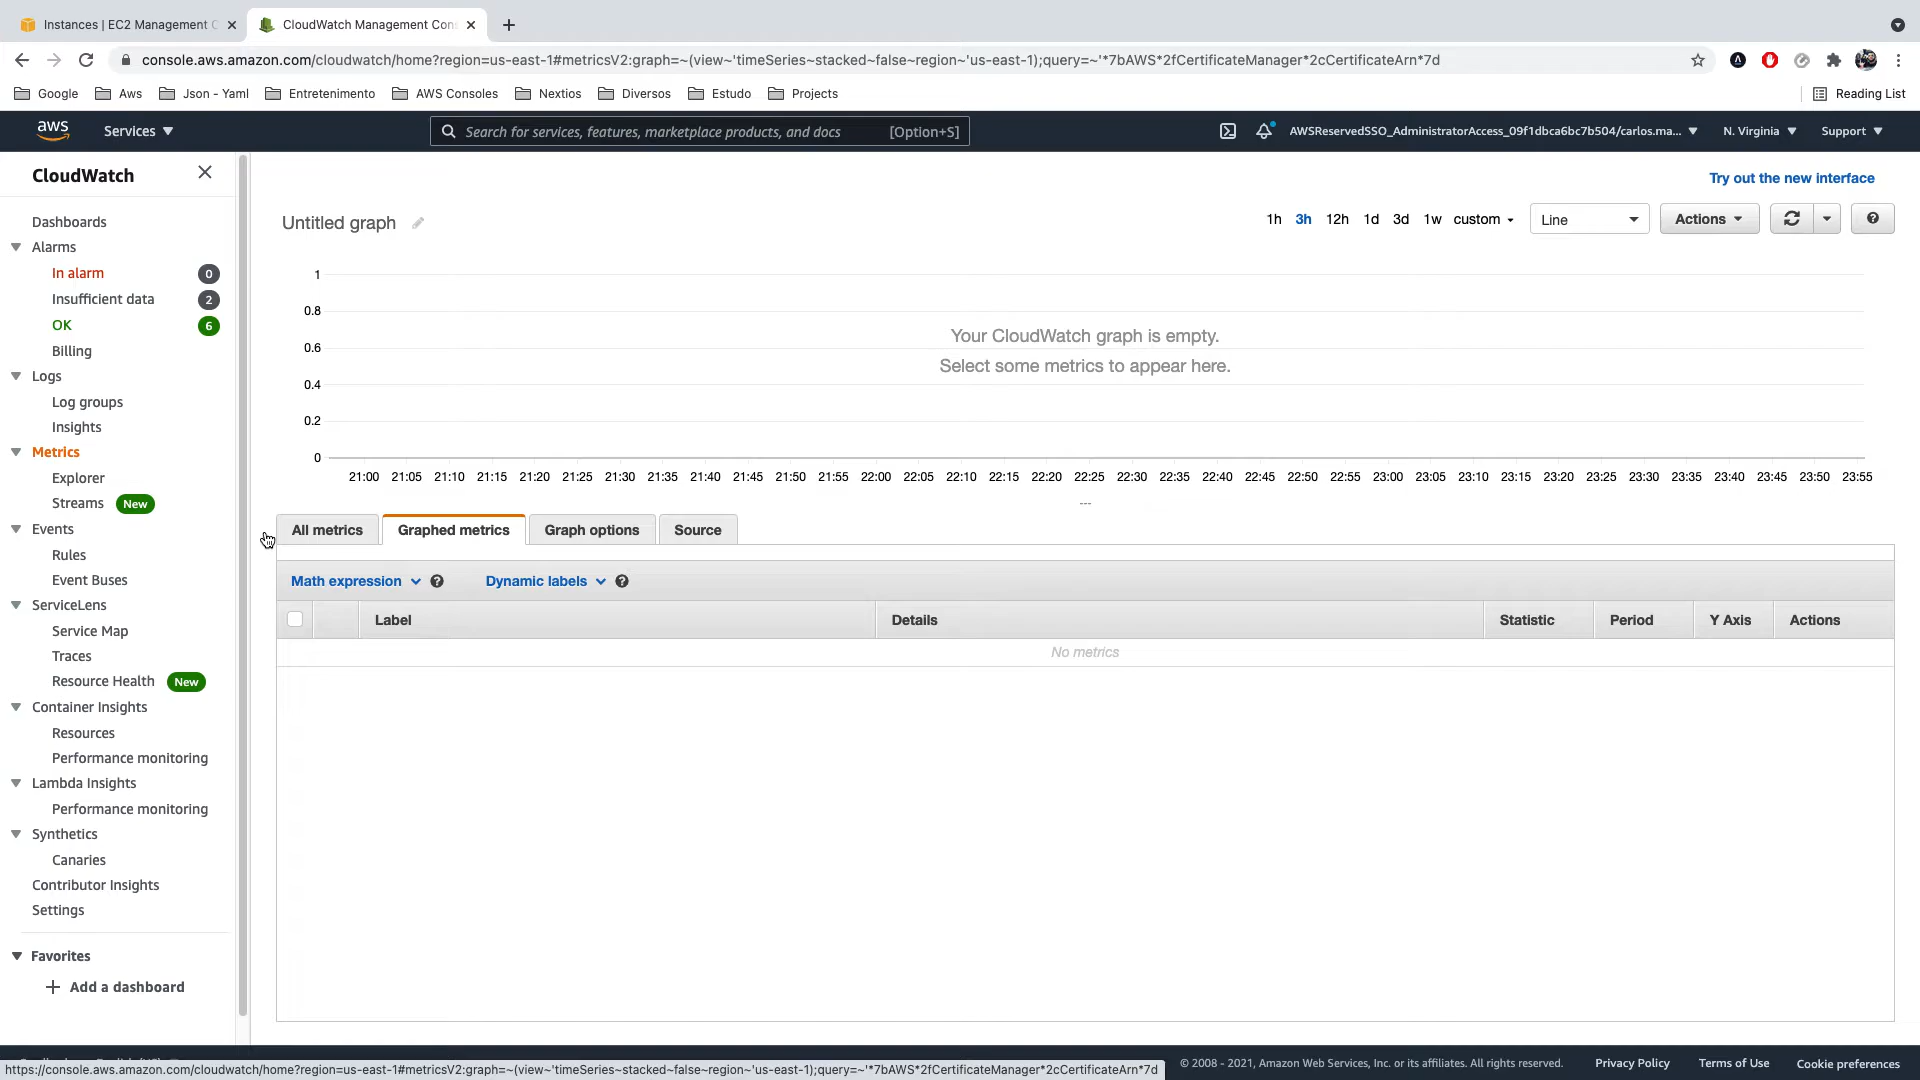 Instances | EC2 Management C
CloudWatch Management Con
console.aws.amazon.com/cloudwatch/home?region=us-east-1#metricsV2:graph=~(view~'timeSeries~stacked~false~region~'us-east-1);query=~'*7bAWS*2fCertificateManager*2cCertificateArn*7d
Google Aws Json - Yaml Entretenimento AWS Consoles Nextios Diversos Estudo Projects Reading List
aws Services Search for services, features, marketplace products, and docs [Option+S] AWSReservedSSO_AdministratorAccess_09f1dbca6bc7b504/carlos.ma... N. Virginia Support
CloudWatch
Dashboards
Alarms
In alarm 0
Insufficient data 2
OK 6
Billing
Logs
Log groups
Insights
Metrics
Explorer
Streams New
Events
Rules
Event Buses
ServiceLens
Service Map
Traces
Resource Health New
Container Insights
Resources
Performance monitoring
Lambda Insights
Performance monitoring
Synthetics
Canaries
Contributor Insights
Settings
Favorites
Add a dashboard
Try out the new interface
Untitled graph
1h 3h 12h 1d 3d 1w custom Line Actions
1
0.8
Your CloudWatch graph is empty.
0.6
Select some metrics to appear here.
0.4
0.2
0
21:00 21:05 21:10 21:15 21:20 21:25 21:30 21:35 21:40 21:45 21:50 21:55 22:00 22:05 22:10 22:15 22:20 22:25 22:30 22:35 22:40 22:45 22:50 22:55 23:00 23:05 23:10 23:15 23:20 23:25 23:30 23:35 23:40 23:45 23:50 23:55
All metrics Graphed metrics Graph options Source
Math expression Dynamic labels
Label Details Statistic Period Y Axis Actions
No metrics
© 2008 - 2021, Amazon Web Services, Inc. or its affiliates. All rights reserved. Privacy Policy Terms of Use Cookie preferences
https://console.aws.amazon.com/cloudwatch/home?region=us-east-1#metricsV2:graph=~(view~'timeSeries~stacked~false~region~'us-east-1);query=~'*7bAWS*2fCertificateManager*2cCertificateArn*7d